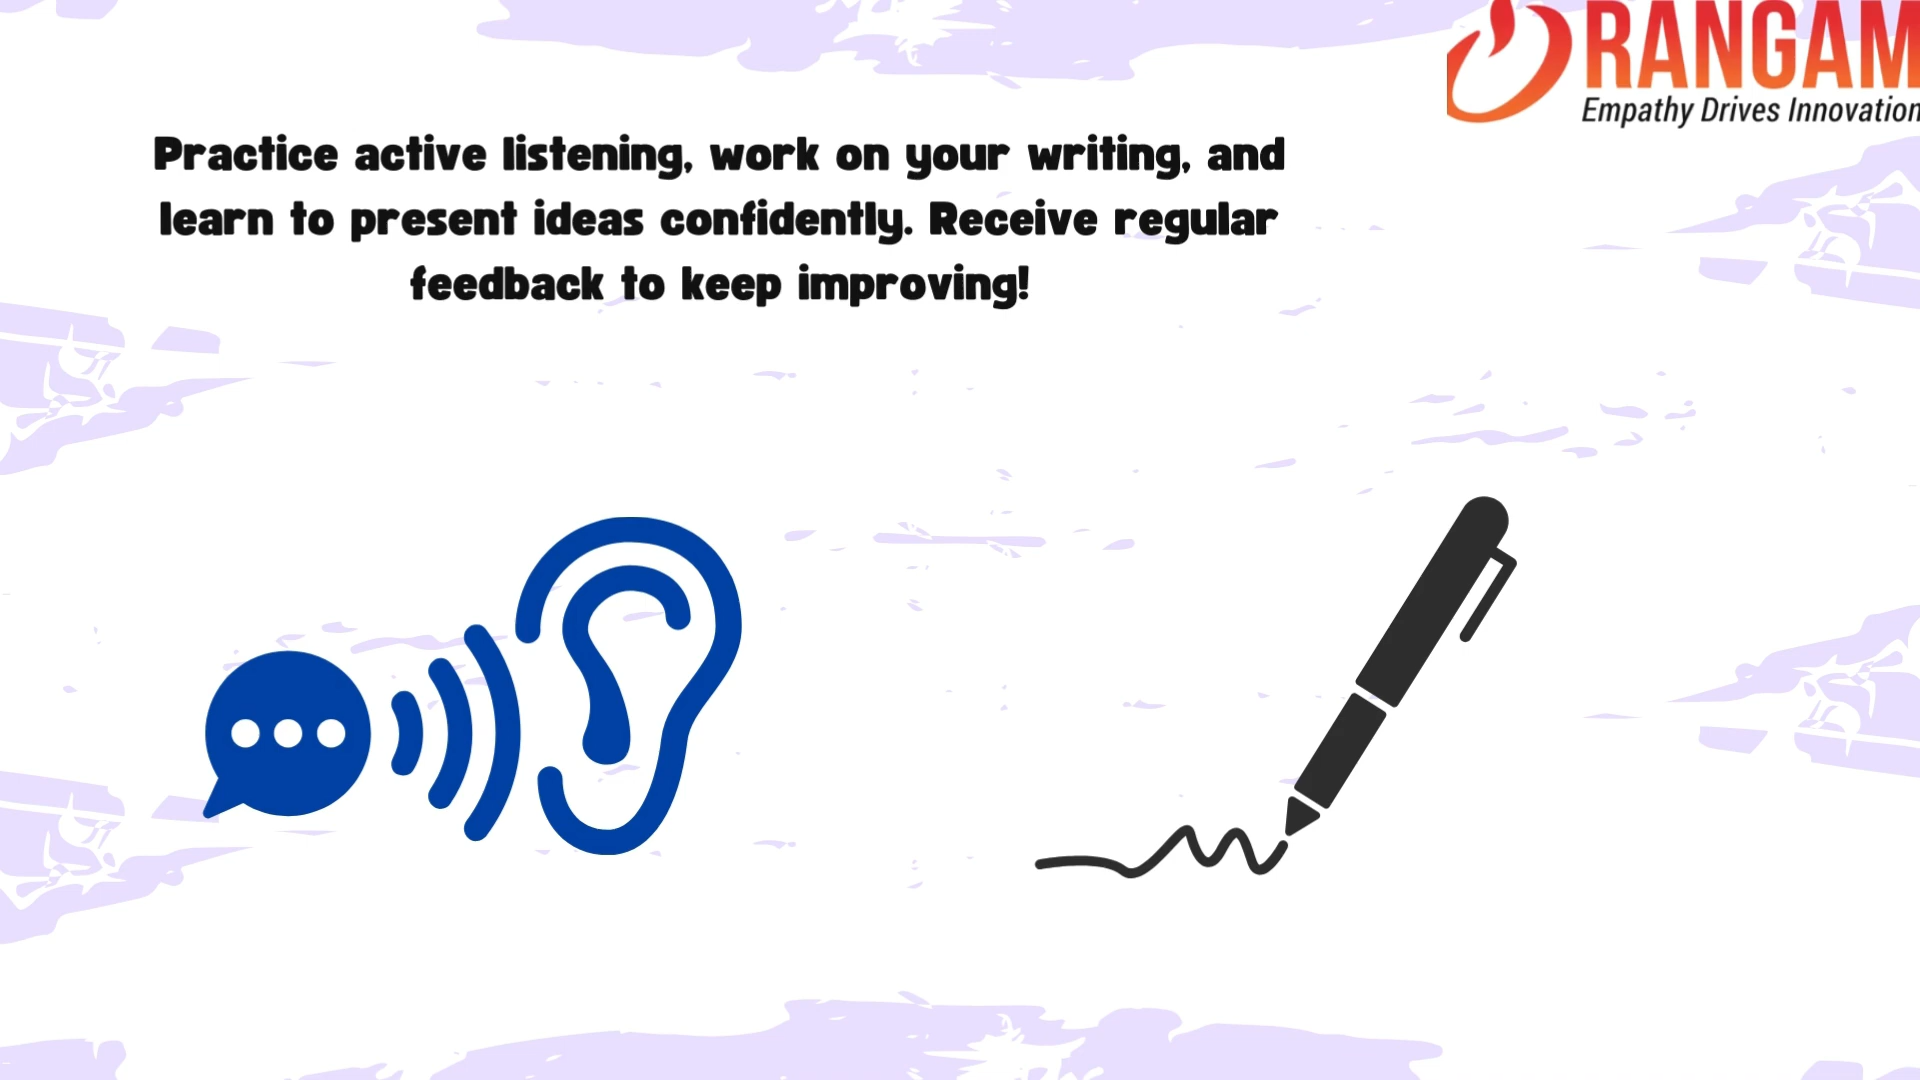 RANGAM
Empathy Drives Innovation
Practice active listening, work on your writing, and
learn to present ideas confidently. Receive regular
feedback to keep improving!